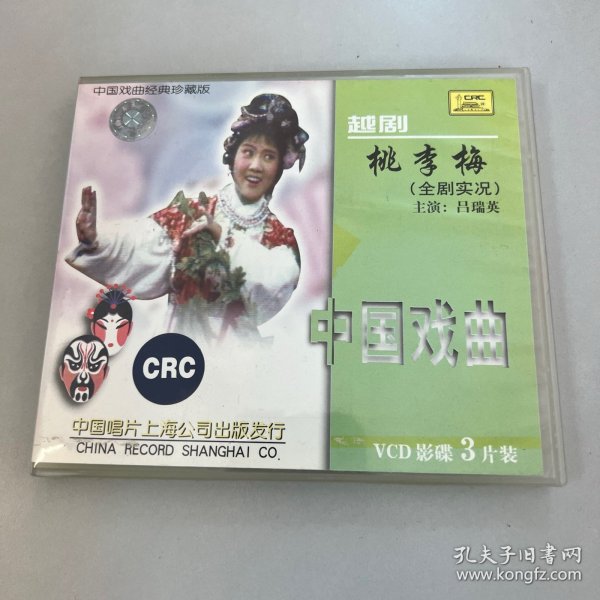 中国戏曲经典珍藏版
CRC
越剧
桃李梅
（全剧实况）
主演：吕瑞英
中国戏曲
CRC
中国唱片上海公司出版发行
CHINA RECORD SHANGHAI CO.
VCD 影碟 3 片装
孔夫子旧书网
www.kongfz.com